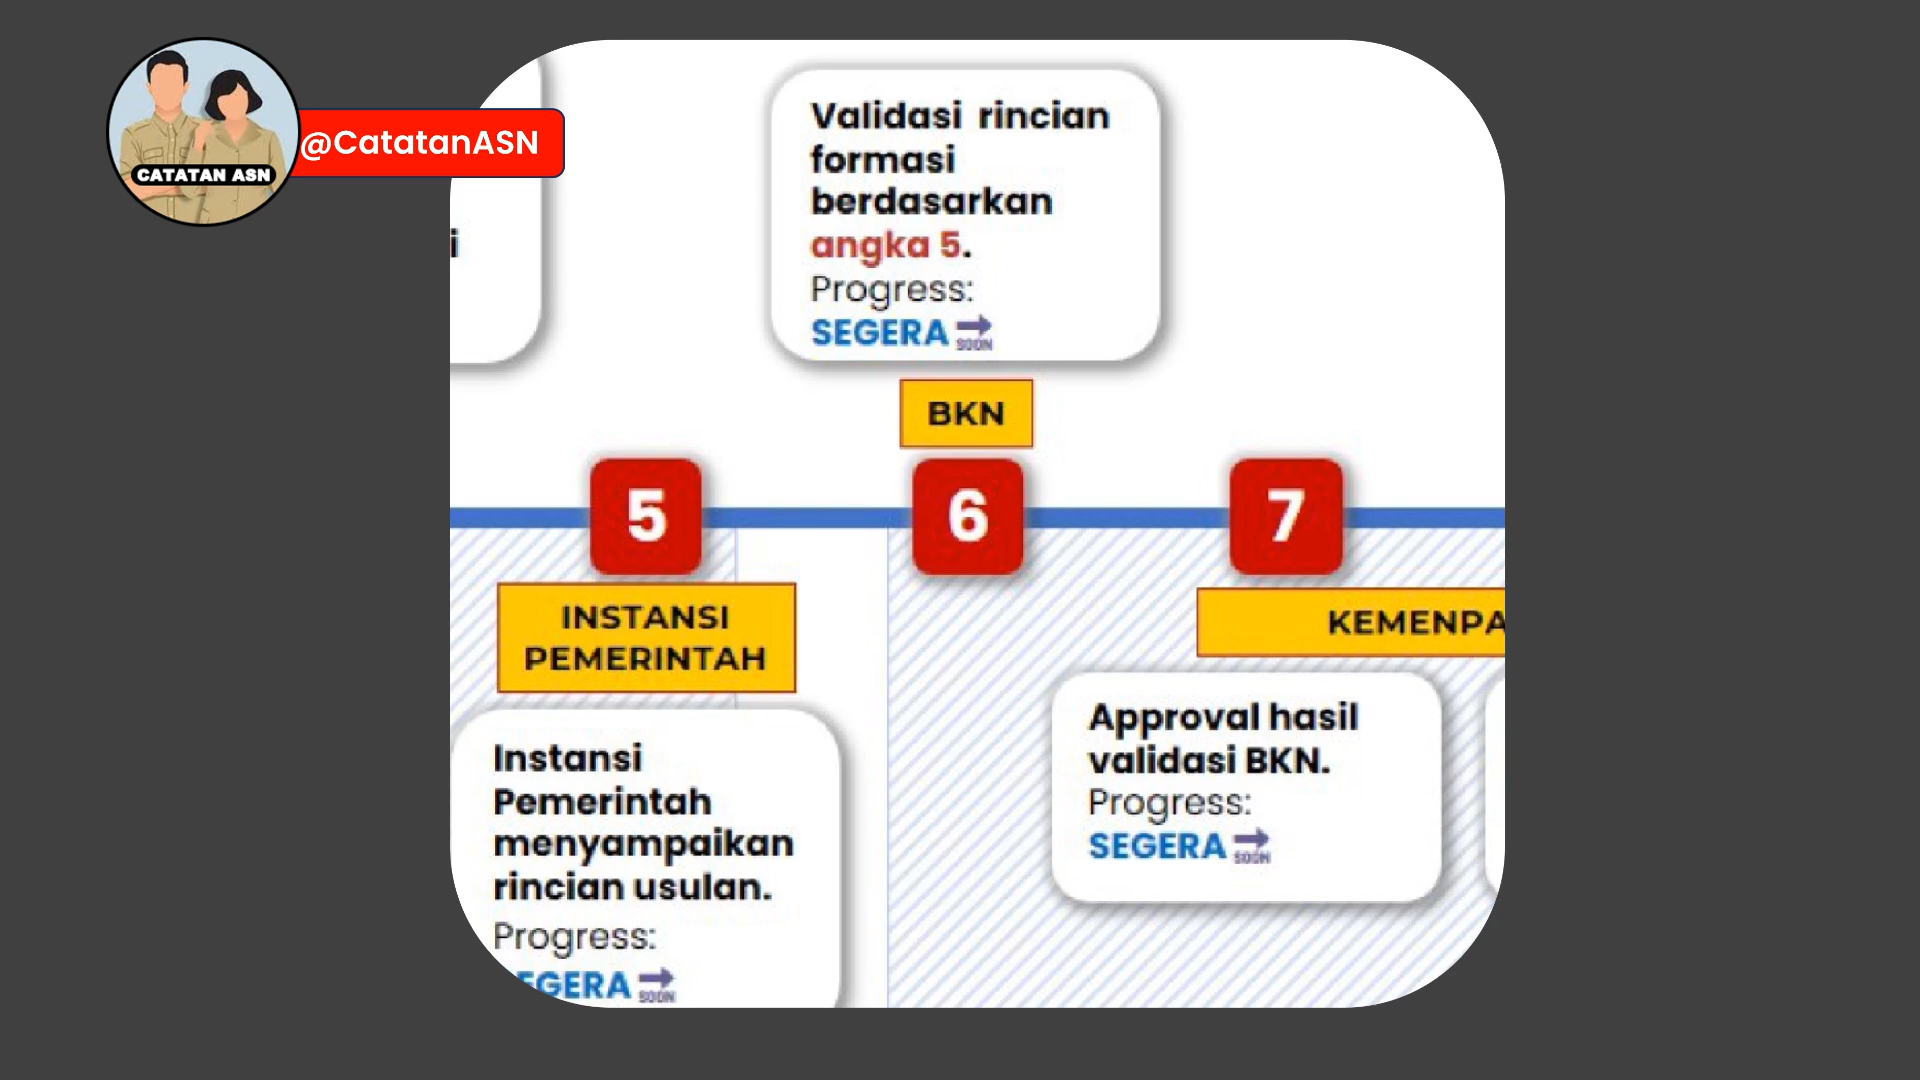 @CatatanASN
CATATAN ASN
i
Validasi rincian
formasi
berdasarkan
angka 5.
Progress:
SEGERA SOON
BKN
5
6
7
INSTANSI
PEMERINTAH
KEMENPA
Instansi
Pemerintah
menyampaikan
rincian usulan.
Progress:
EGERA SOON
Approval hasil
validasi BKN.
Progress:
SEGERA SOON